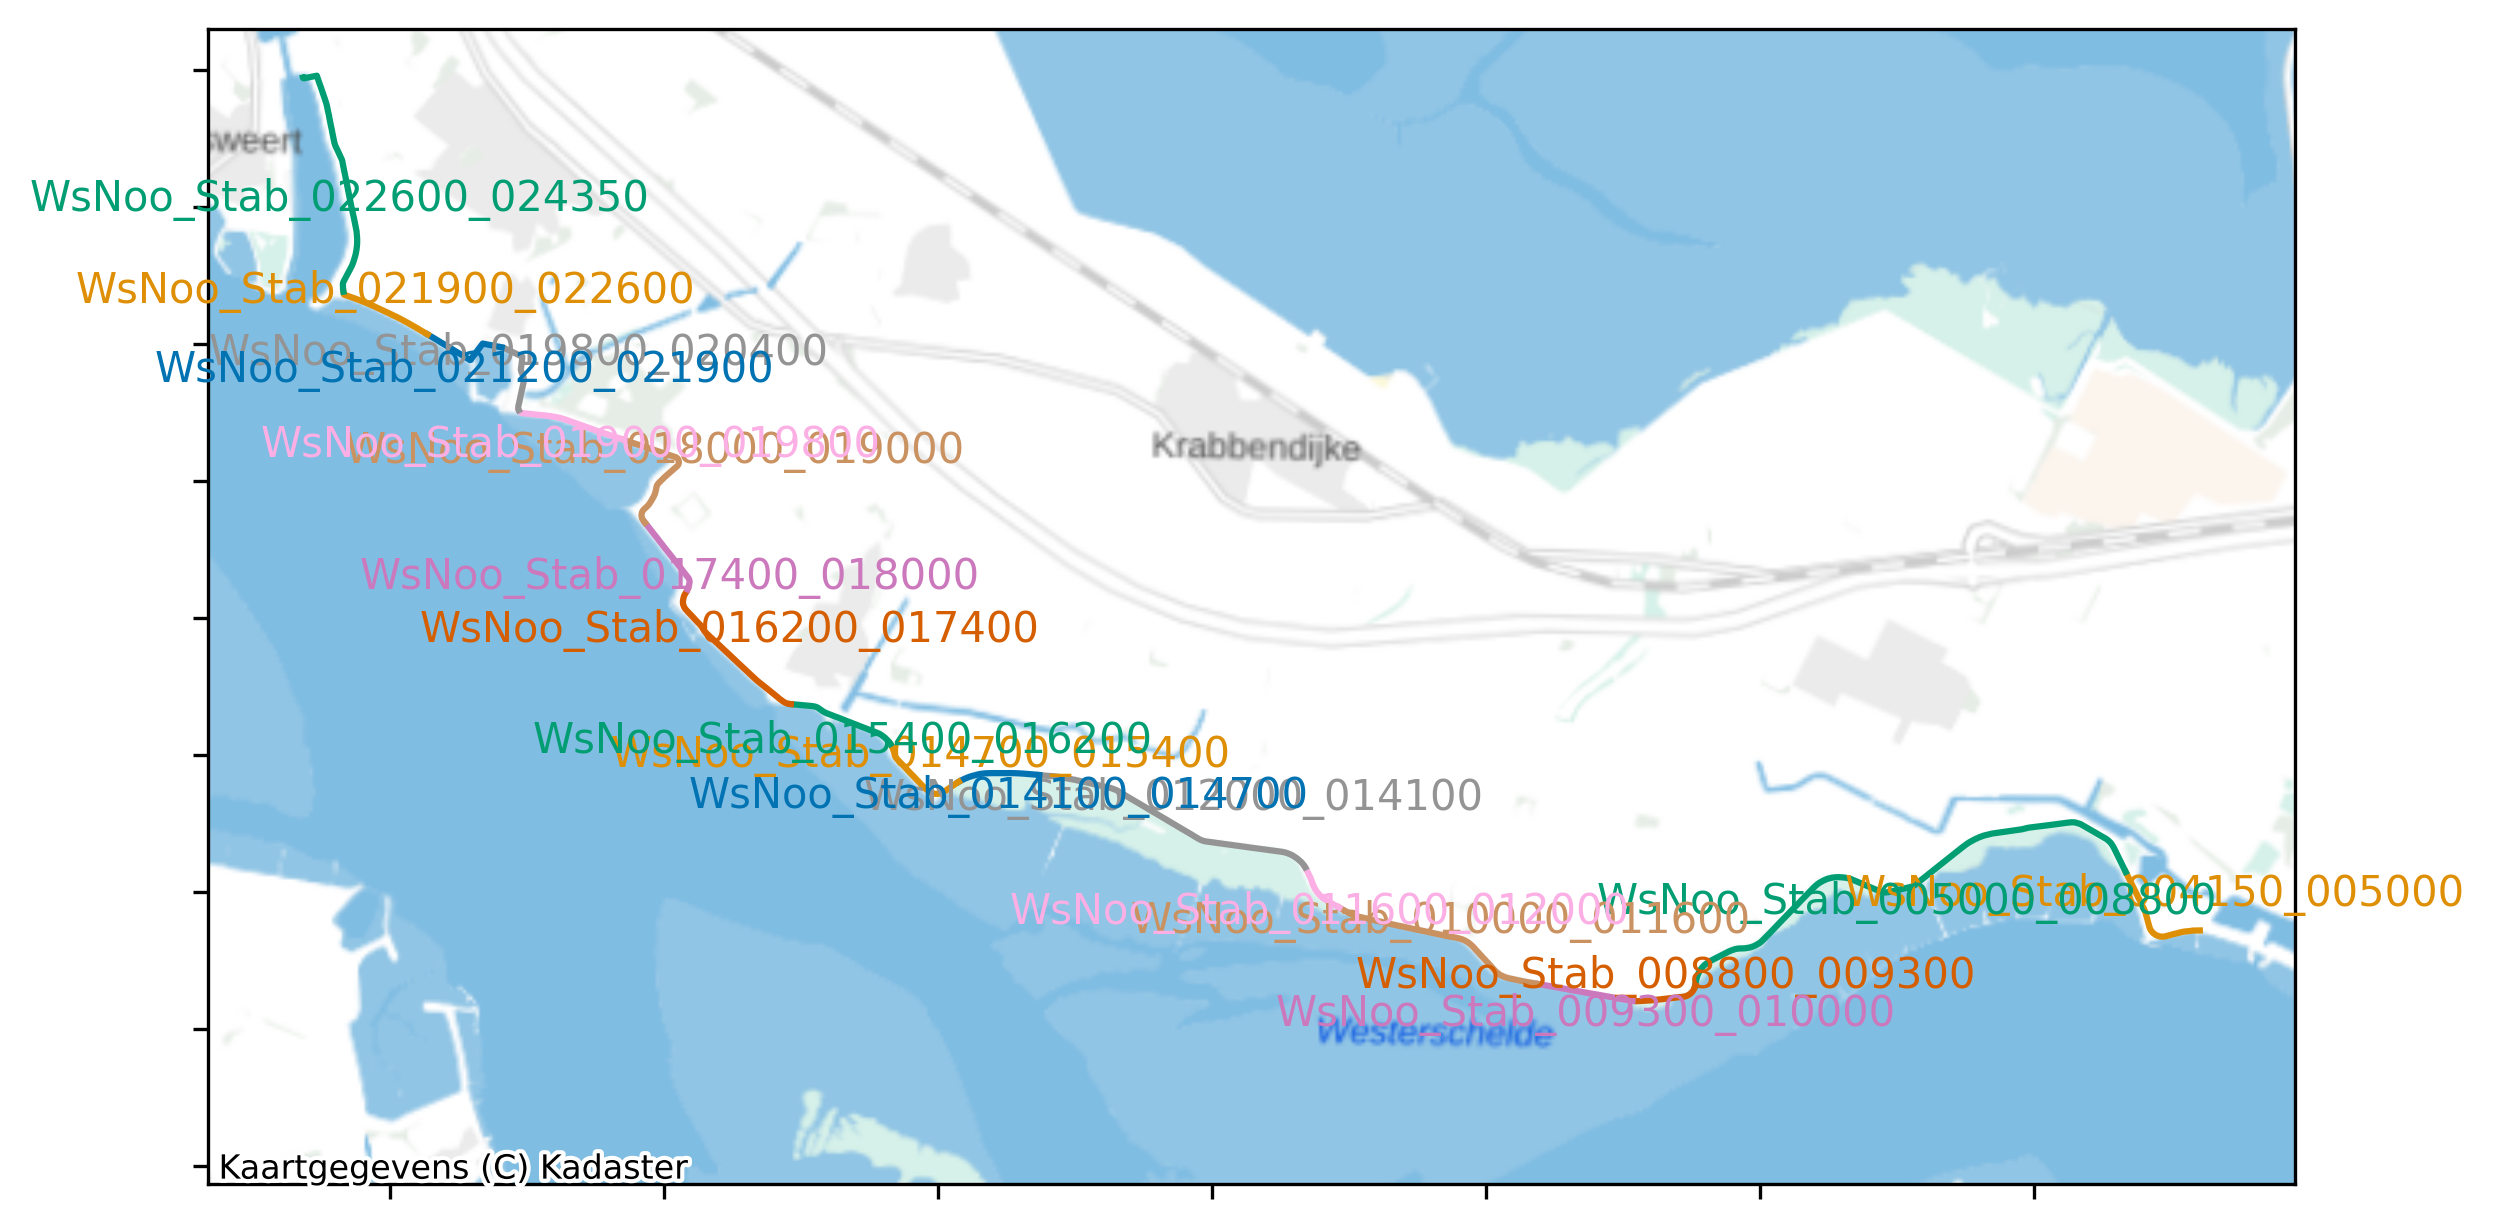 sweert
WsNoo_Stab_022600_024350
WsNoo_Stab_021900_022600
WsNoo_Stab_019800_020400
WsNoo_Stab_021200_021900
WsNoo_Stab_019000_019800
WsNoo_Stab_018000_019000
Krabbendijke
WsNoo_Stab_017400_018000
WsNoo_Stab_016200_017400
WsNoo_Stab_015400_016200
WsNoo_Stab_014700_015400
WsNoo_Stab_014100_014700
WsNoo_Stab_012000_014100
WsNoo_Stab_004150_005000
WsNoo_Stab_005000_008800
WsNoo_Stab_011600_012000
WsNoo_Stab_010000_011600
WsNoo_Stab_008800_009300
WsNoo_Stab_009300_010000
Westerschelde
Kaartgegevens (C) Kadaster